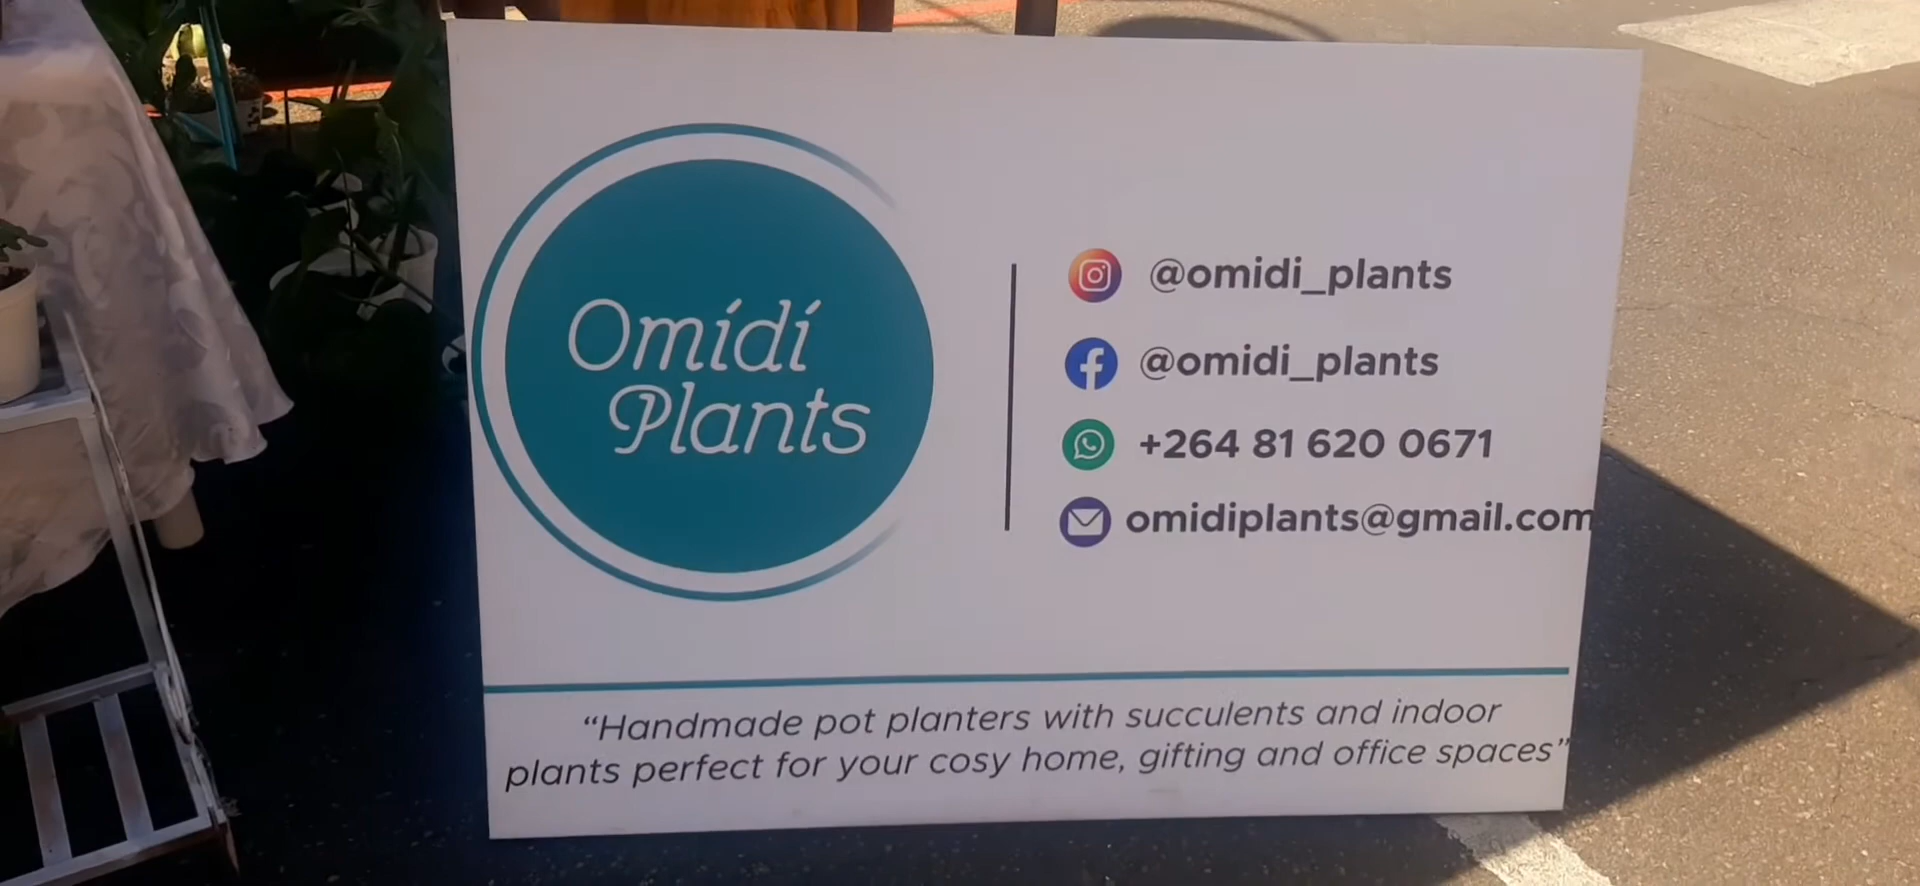 Omidi
Plants
@omidi_plants
@omidi_plants
+264 81 620 0671
omidiplants@gmail.com
“Handmade pot planters with succulents and indoor
plants perfect for your cosy home, gifting and office spaces”